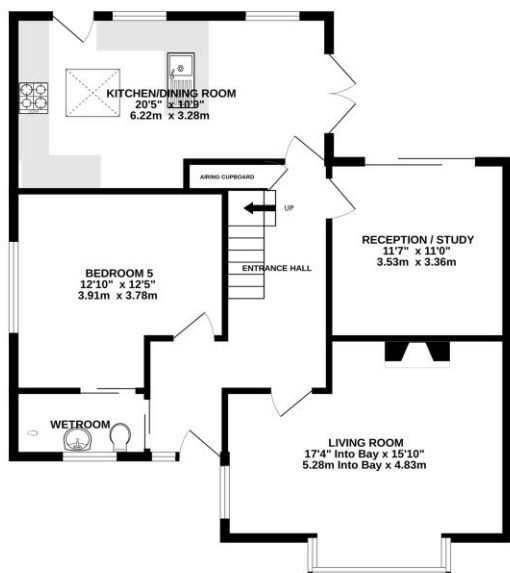 KITCHEN/DINING ROOM
20'5" x 10'9"
6.22m x 3.28m
AIRING CUPBOARD
UP
RECEPTION / STUDY
11'7" x 11'0"
3.53m x 3.36m
BEDROOM 5
12'10" x 12'5"
3.91m x 3.78m
ENTRANCE HALL
WETROOM
LIVING ROOM
17'4" Into Bay x 15'10"
5.28m Into Bay x 4.83m